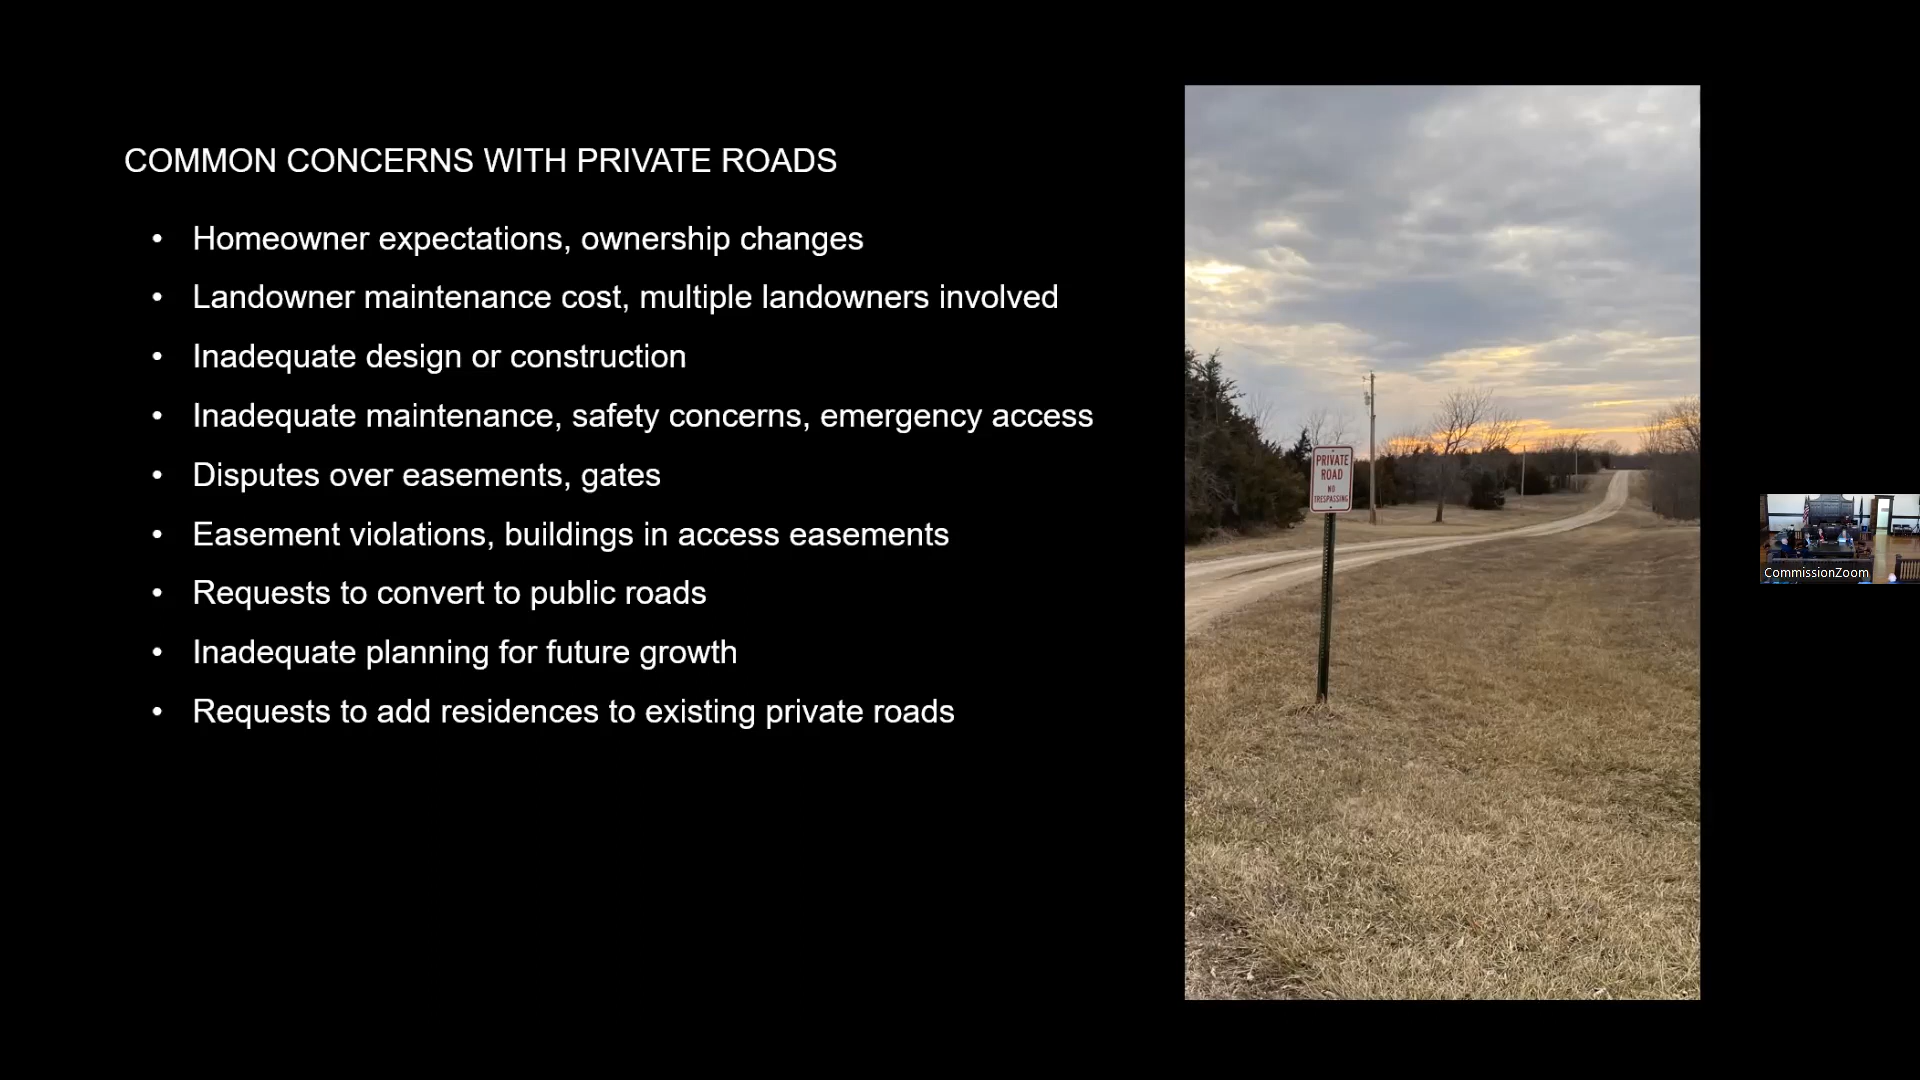 COMMON CONCERNS WITH PRIVATE ROADS
• Homeowner expectations, ownership changes
• Landowner maintenance cost, multiple landowners involved
• Inadequate design or construction
• Inadequate maintenance, safety concerns, emergency access
• Disputes over easements, gates
• Easement violations, buildings in access easements
• Requests to convert to public roads
• Inadequate planning for future growth
• Requests to add residences to existing private roads
PRIVATE
ROAD
NO
TRESPASSING
CommissionZoom